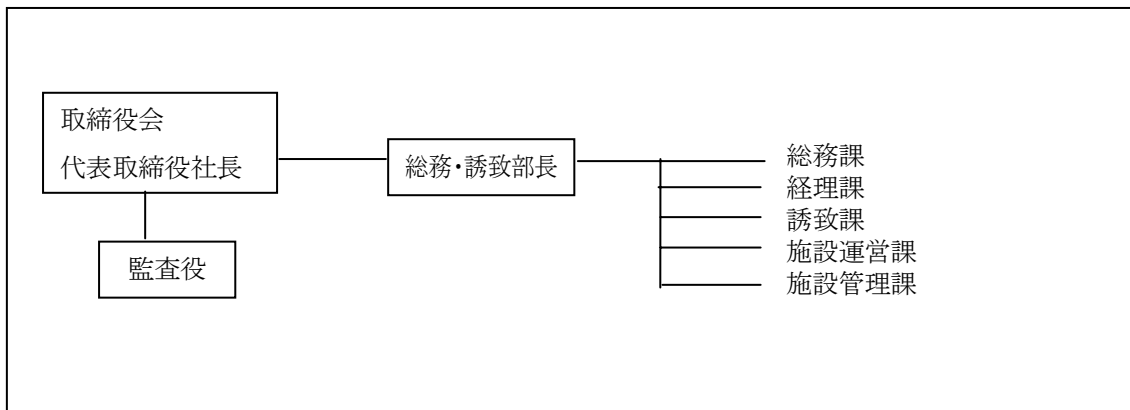 取締役会
代表取締役社長
監査役
総務・誘致部長
総務課
経理課
誘致課
施設運営課
施設管理課